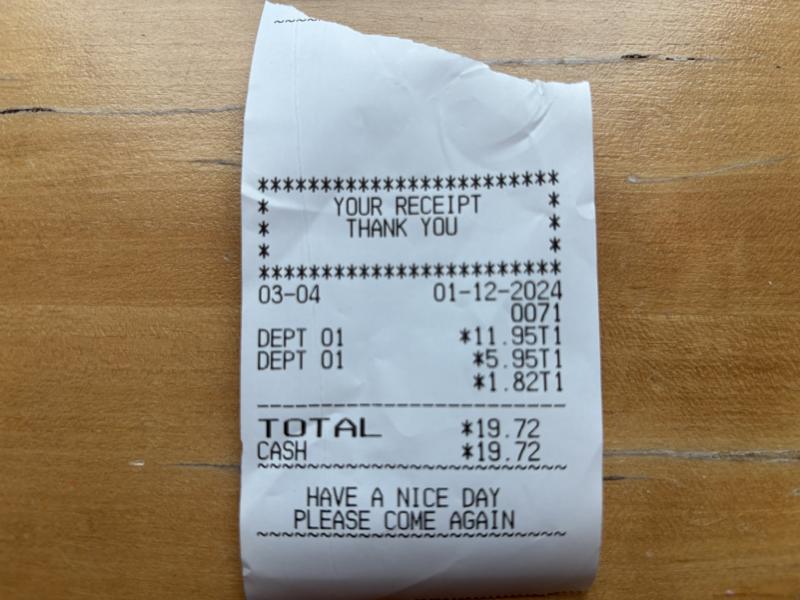 ~~
************************
* YOUR RECEIPT *
* THANK YOU *
* *
************************
03-04 01-12-2024
0071
DEPT 01 *11.95T1
DEPT 01 *5.95T1
*1.82T1
--------------------------------
TOTAL *19.72
CASH *19.72
~~~~~~~~~~~~~~~~~~~~~~~~
HAVE A NICE DAY
PLEASE COME AGAIN
~~~~~~~~~~~~~~~~~~~~~~~~